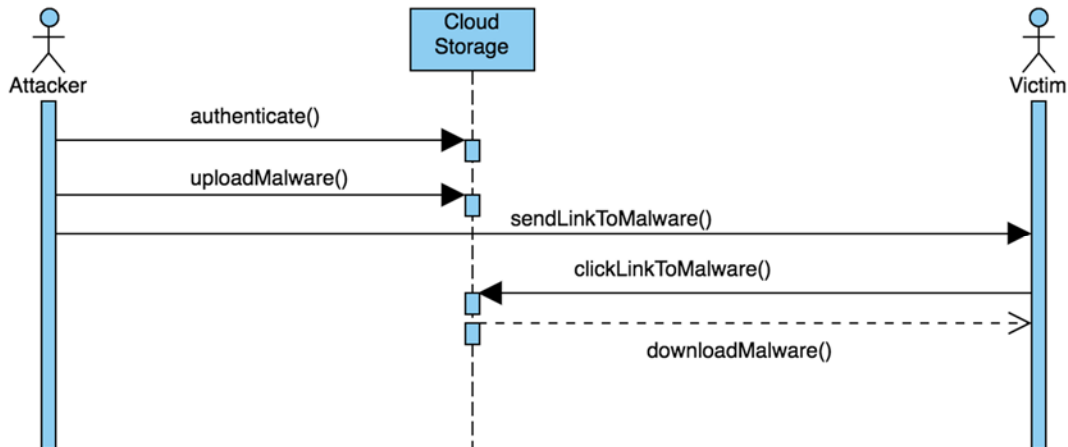 Cloud
Storage
Attacker
Victim
authenticate()
uploadMalware()
sendLinkToMalware()
clickLinkToMalware()
downloadMalware()